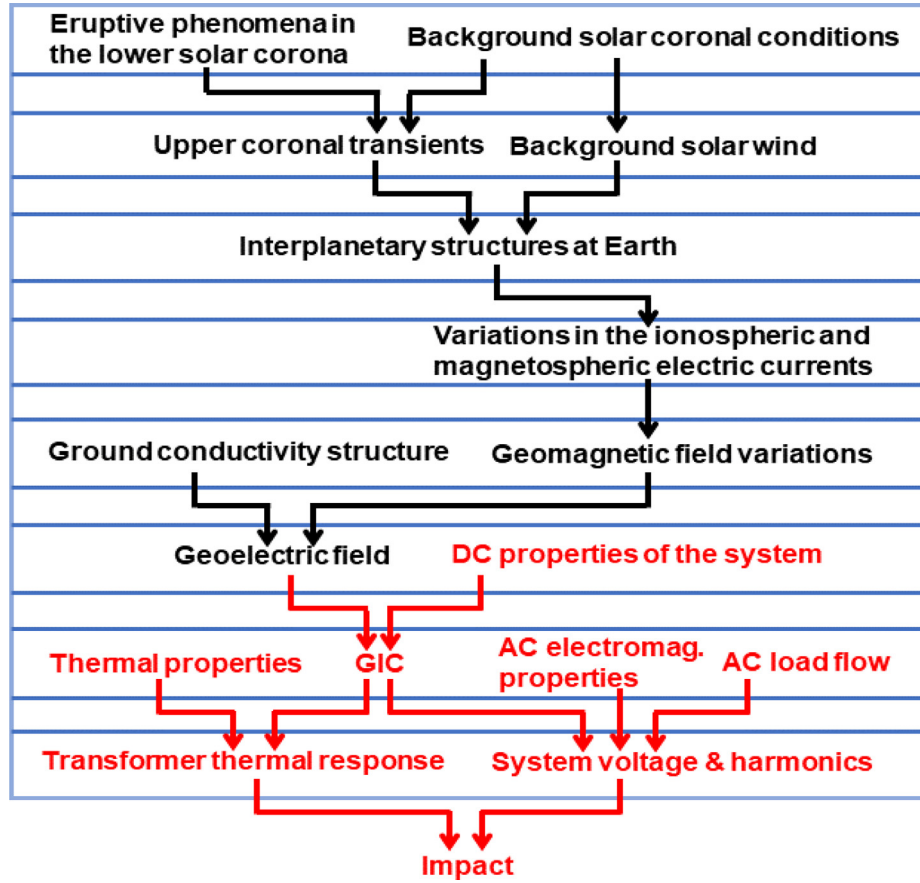 Eruptive phenomena in
the lower solar corona
Background solar coronal conditions
Upper coronal transients
Background solar wind
Interplanetary structures at Earth
Variations in the ionospheric and
magnetospheric electric currents
Ground conductivity structure
Geomagnetic field variations
Geoelectric field
DC properties of the system
Thermal properties
GIC
AC electromag.
properties
AC load flow
Transformer thermal response
System voltage & harmonics
Impact